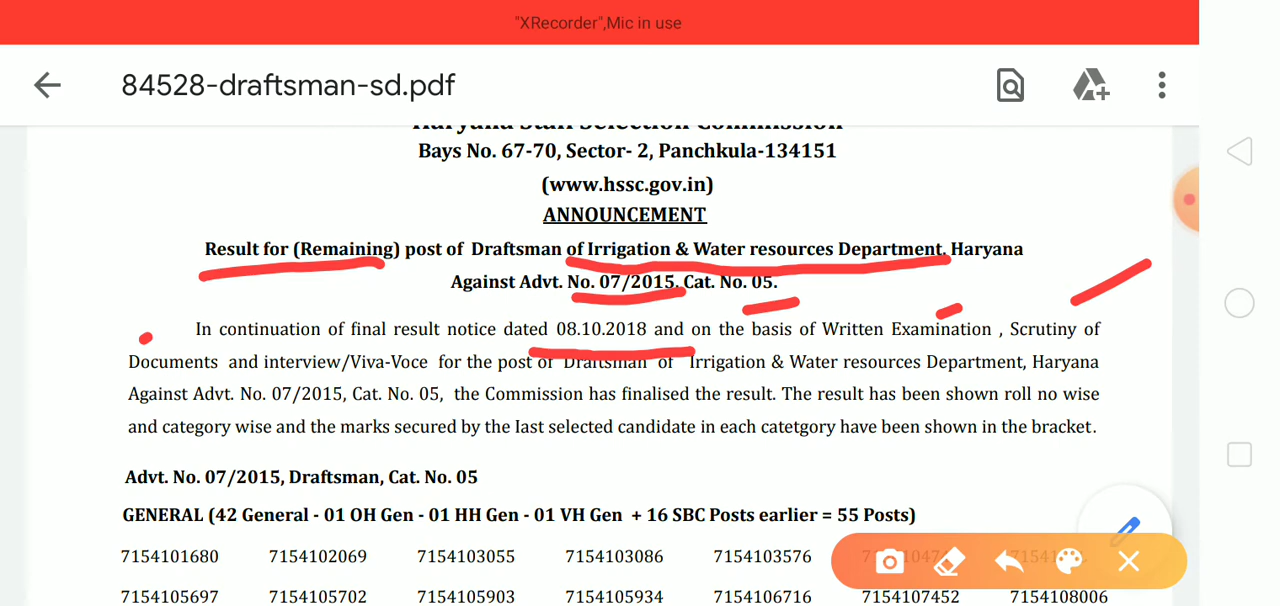 "XRecorder",Mic in use
84528-draftsman-sd.pdf
Haryana Staff Selection Commission
Bays No. 67-70, Sector- 2, Panchkula-134151
(www.hssc.gov.in)
ANNOUNCEMENT
Result for (Remaining) post of Draftsman of Irrigation & Water resources Department, Haryana
Against Advt. No. 07/2015, Cat. No. 05.
In continuation of final result notice dated 08.10.2018 and on the basis of Written Examination , Scrutiny of
Documents and interview/Viva-Voce for the post of Draftsman of Irrigation & Water resources Department, Haryana
Against Advt. No. 07/2015, Cat. No. 05, the Commission has finalised the result. The result has been shown roll no wise
and category wise and the marks secured by the last selected candidate in each catetgory have been shown in the bracket.
Advt. No. 07/2015, Draftsman, Cat. No. 05
GENERAL (42 General - 01 OH Gen - 01 HH Gen - 01 VH Gen + 16 SBC Posts earlier = 55 Posts)
7154101680 7154102069 7154103055 7154103086 7154103576
7154105697 7154105702 7154105903 7154105934 7154106716 7154107452 7154108006